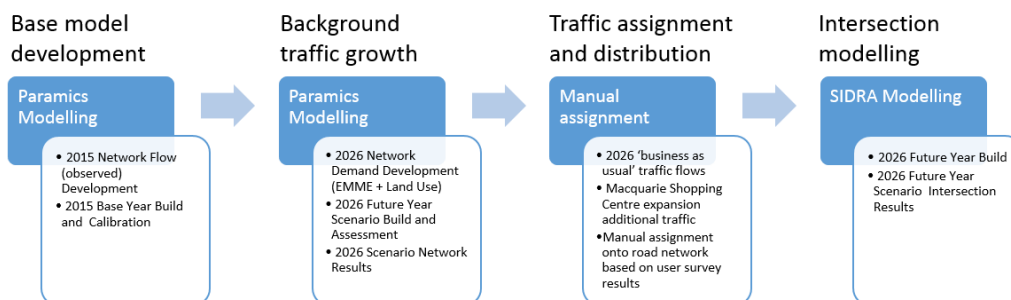 Base model
development
Paramics
Modelling
• 2015 Network Flow
(observed)
Development
• 2015 Base Year Build
and Calibration
Background
traffic growth
Paramics
Modelling
• 2026 Network
Demand Development
(EMME + Land Use)
• 2026 Future Year
Scenario Build and
Assessment
• 2026 Scenario Network
Results
Traffic assignment
and distribution
Manual
assignment
• 2026 ‘business as
usual’ traffic flows
• Macquarie Shopping
Centre expansion
additional traffic
•Manual assignment
onto road network
based on user survey
results
Intersection
modelling
SIDRA Modelling
• 2026 Future Year Build
• 2026 Future Year
Scenario Intersection
Results